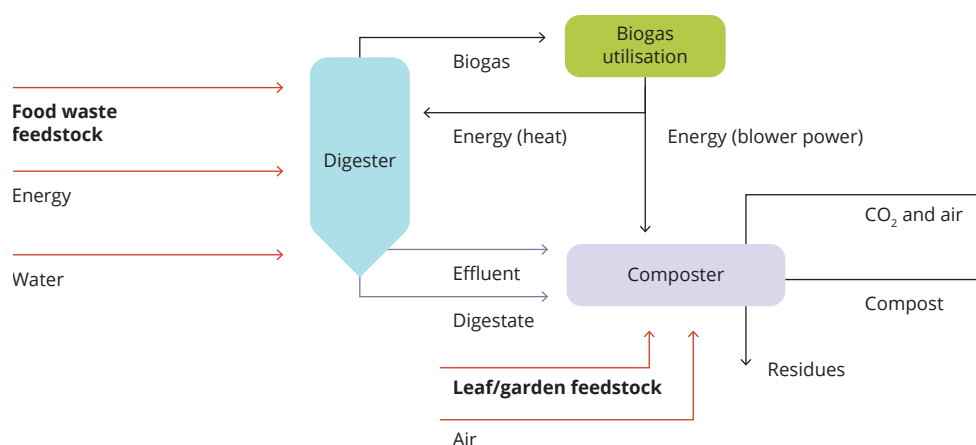 Biogas
utilisation
Biogas
Food waste
feedstock
Energy (heat)
Energy (blower power)
Digester
Energy
CO₂ and air
Water
Effluent
Composter
Compost
Digestate
Residues
Leaf/garden feedstock
Air